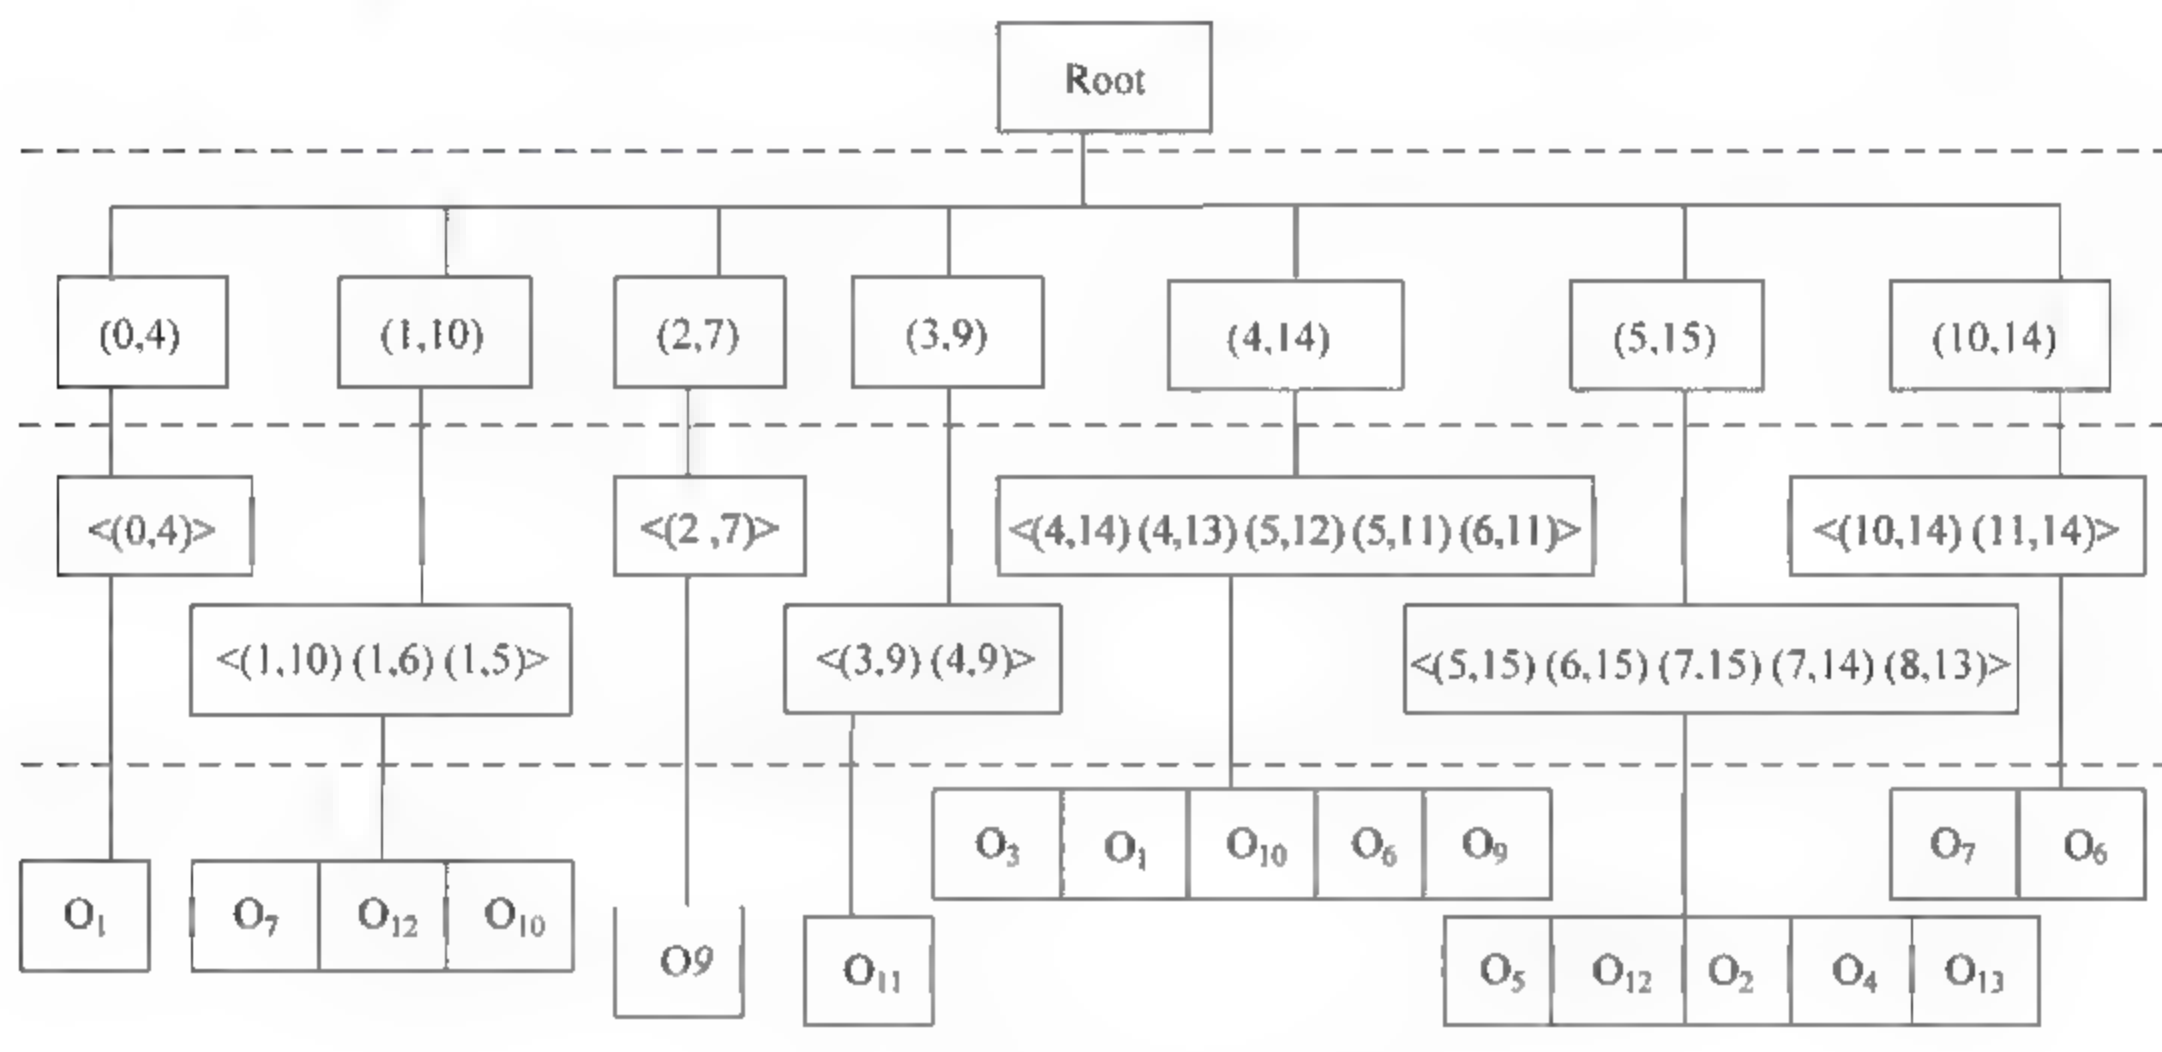 Root
(0,4) (1,10) (2,7) (3,9) (4,14) (5,15) (10,14)
<(0,4)> <(2 ,7)> <(4,14) (4,13) (5,12) (5,11) (6,11)> <(10,14) (11,14)>
<(1,10) (1,6) (1,5)> <(3,9) (4,9)> <(5,15) (6,15) (7.15) (7,14) (8,13)>
O₃ O₁ O₁₀ O₆ O₉ O₇ O₆
O₁ O₇ O₁₂ O₁₀ O9 O₁₁ O₅ O₁₂ O₂ O₄ O₁₃